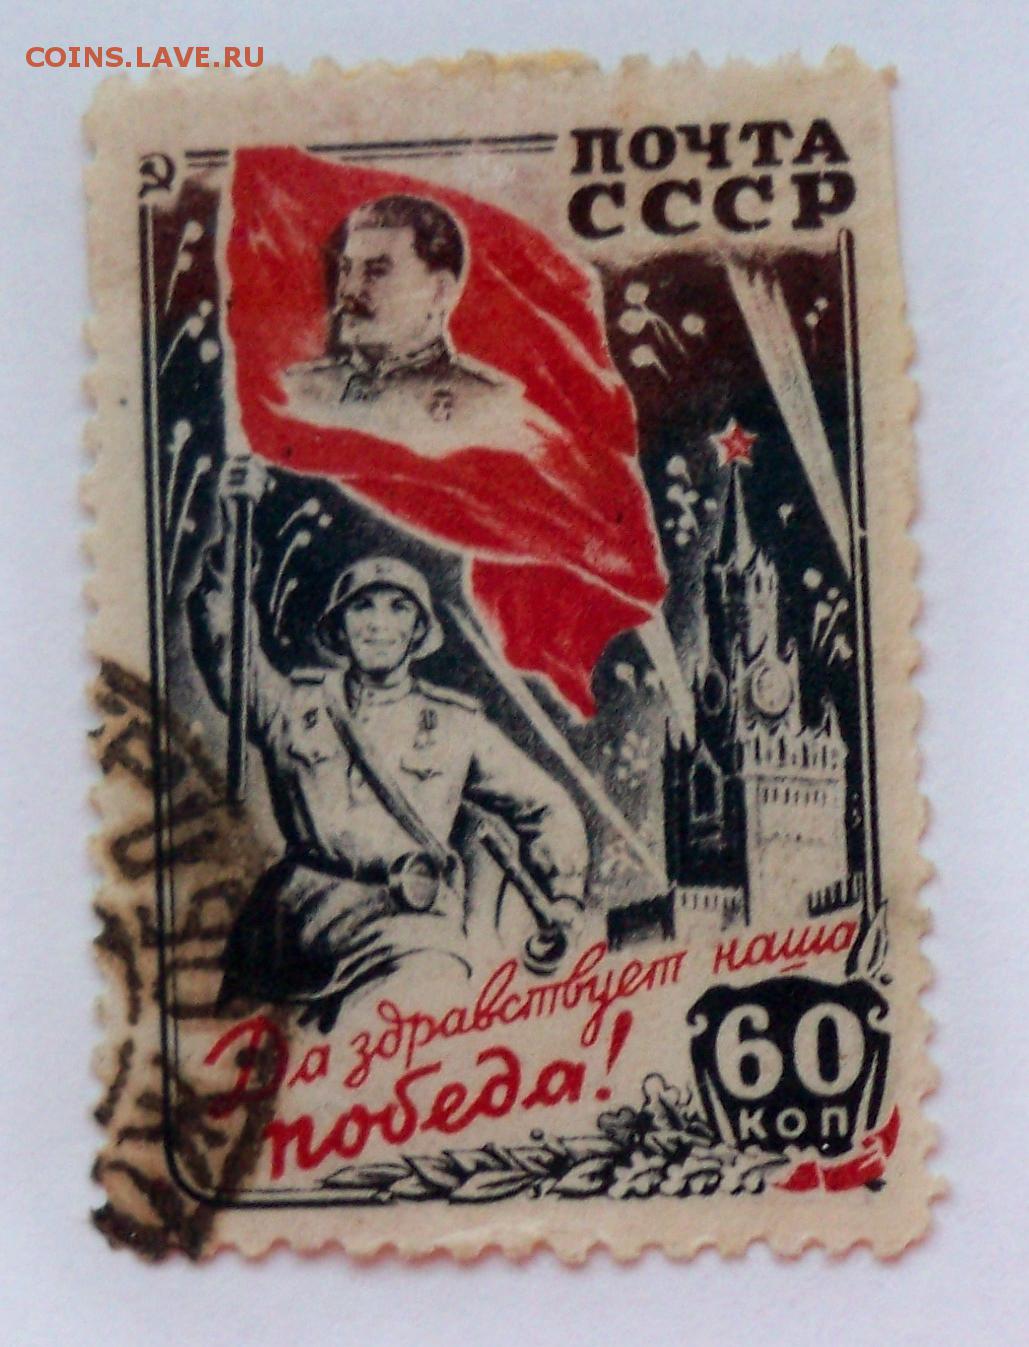 COINS.LAVE.RU
ПОЧТА
СССР
Да здравствует наша
победа!
60
КОП